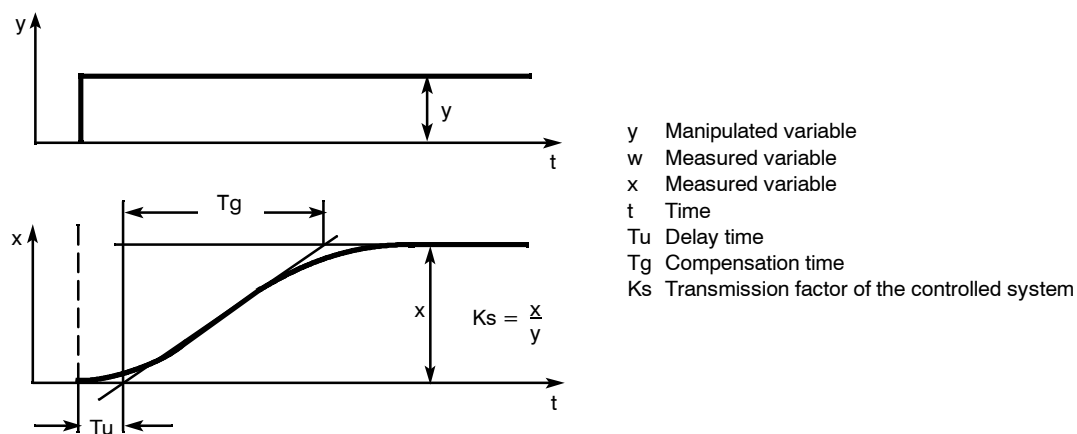 y
y
t
Tg
x
x
Ks = x/y
t
Tu
y Manipulated variable
w Measured variable
x Measured variable
t Time
Tu Delay time
Tg Compensation time
Ks Transmission factor of the controlled system